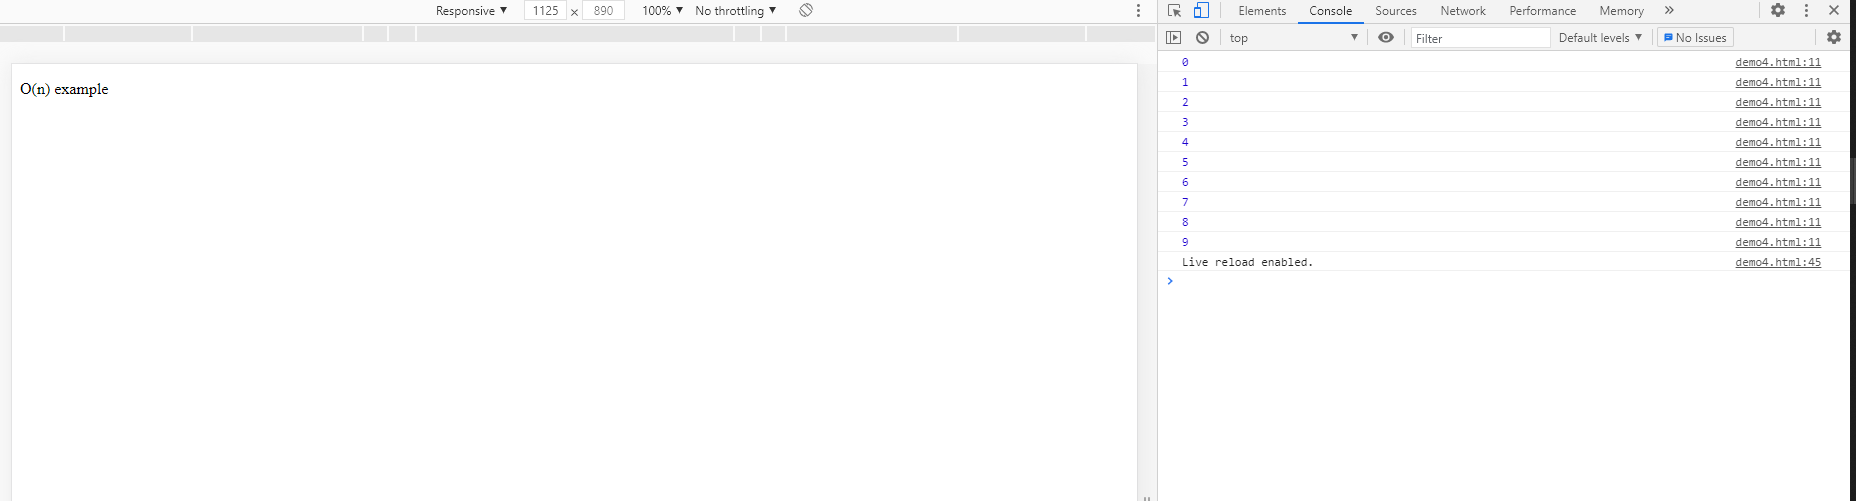 Responsive ▼ 1125 × 890 100% ▼ No throttling ▼
Elements Console Sources Network Performance Memory »
top ▼ Filter Default levels ▼ No Issues
O(n) example
0 demo4.html:11
1 demo4.html:11
2 demo4.html:11
3 demo4.html:11
4 demo4.html:11
5 demo4.html:11
6 demo4.html:11
7 demo4.html:11
8 demo4.html:11
9 demo4.html:11
Live reload enabled. demo4.html:45
>